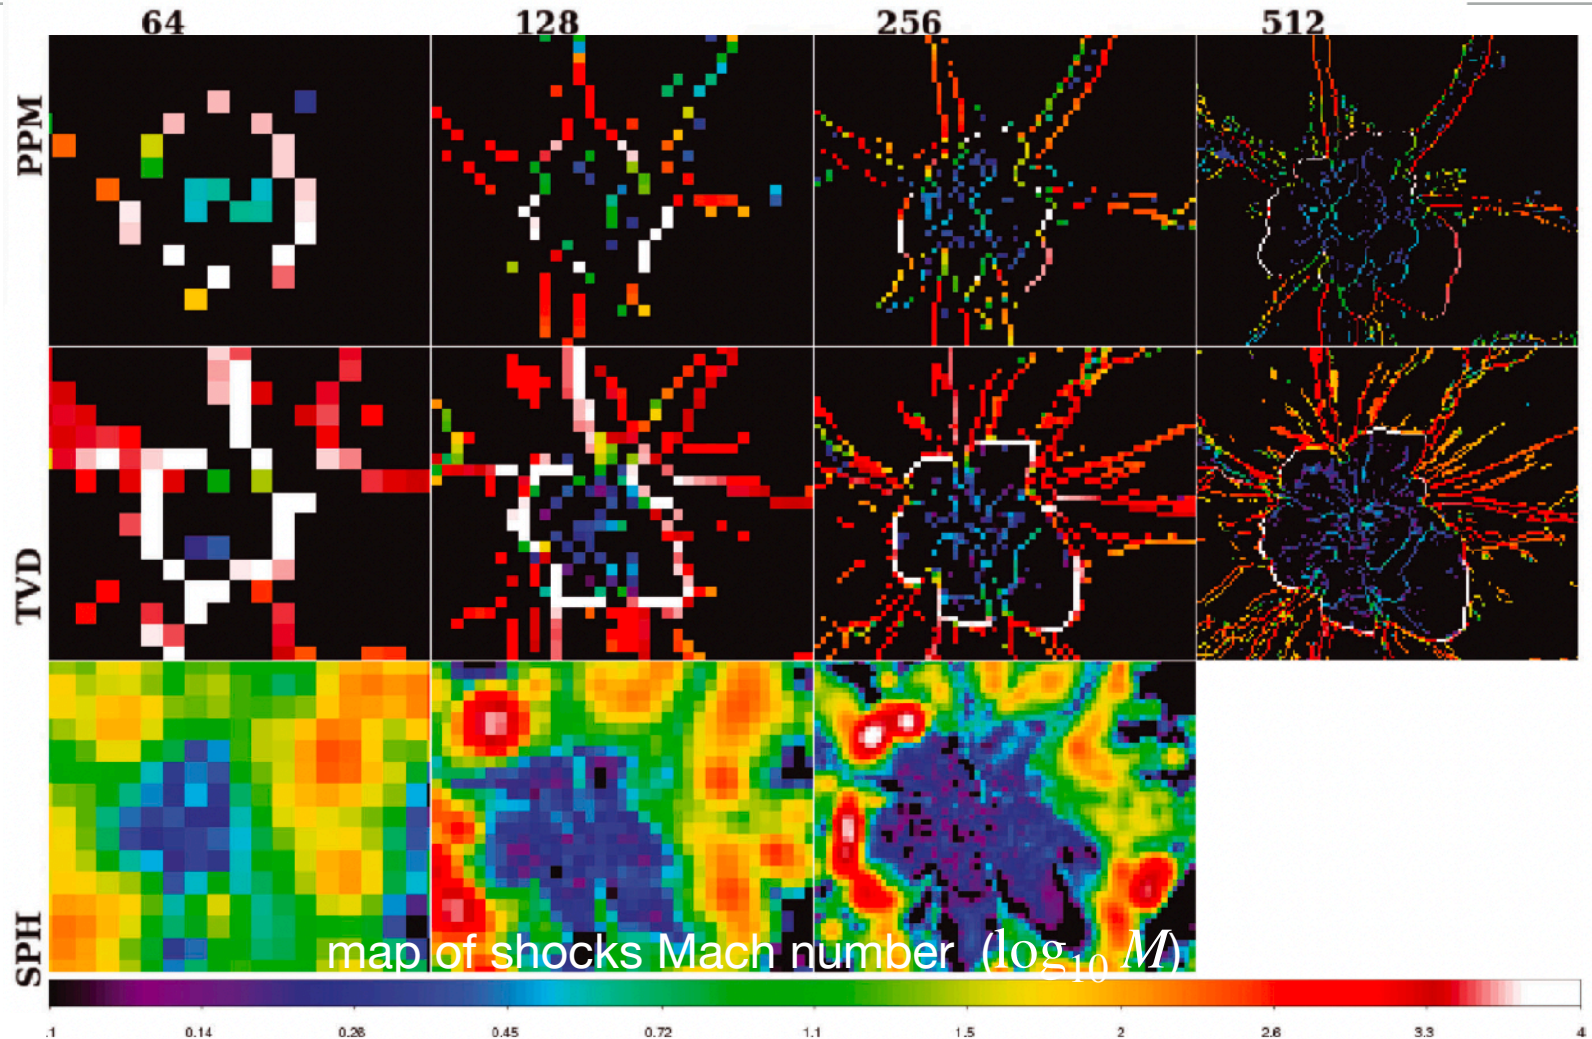 64 128 256 512
PPM
TVD
SPH
map of shocks Mach number (log₁₀ M)
.1 0.14 0.26 0.45 0.72 1.1 1.5 2 2.6 3.3 4